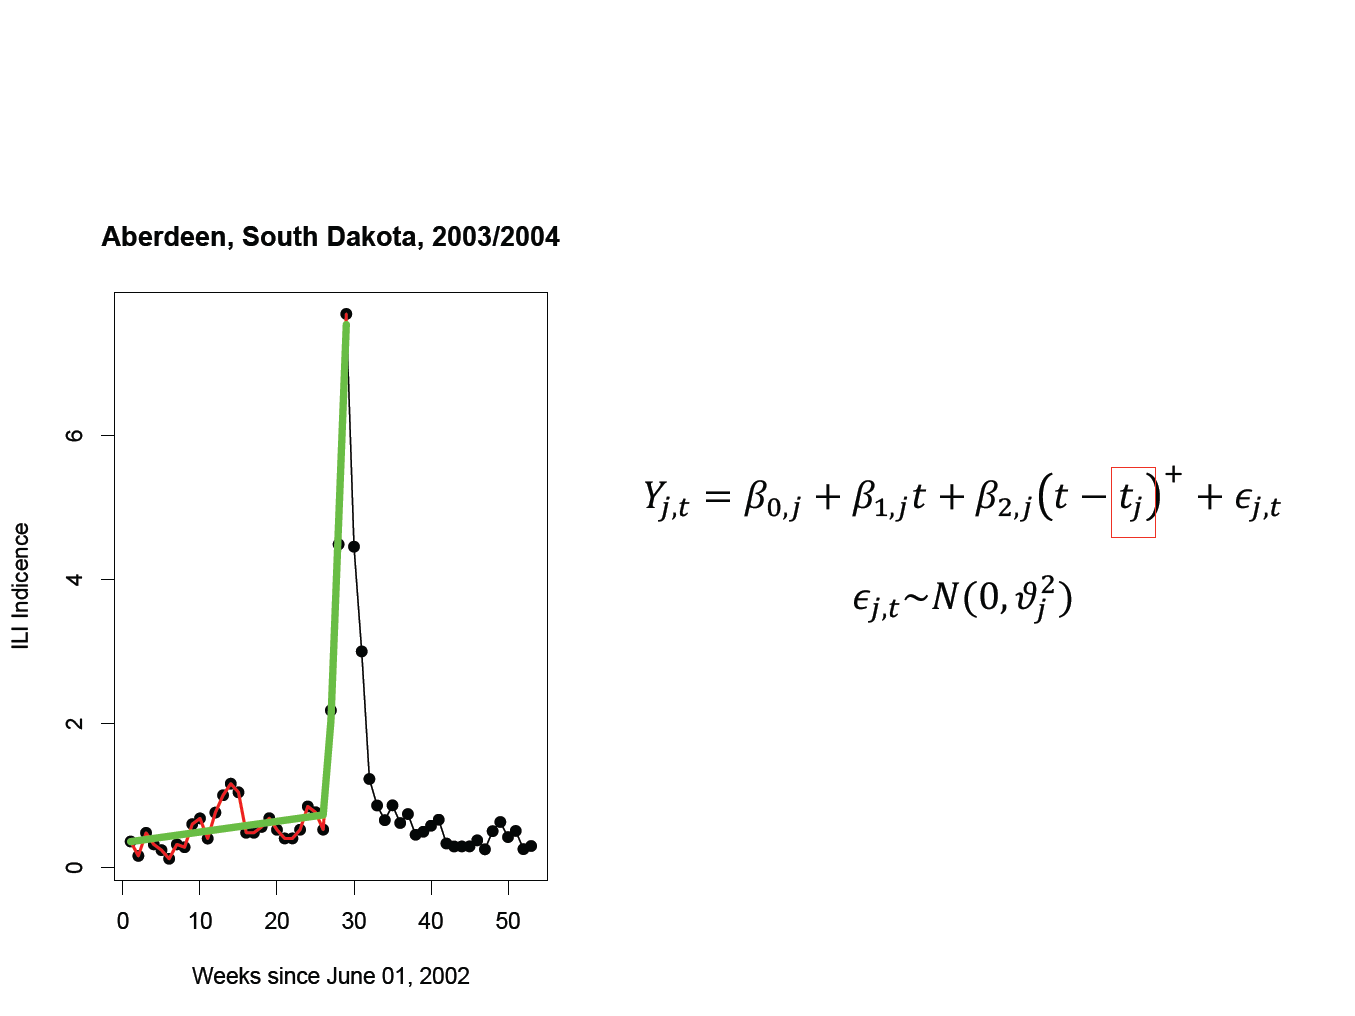 Aberdeen, South Dakota, 2003/2004
6
4
2
0
ILI Indicence
0 10 20 30 40 50
Weeks since June 01, 2002
Y_{j,t} = β_{0,j} + β_{1,j}t + β_{2,j}(t − t_j)^+ + ϵ_{j,t}
ϵ_{j,t}~N(0, ϑ_j^2)